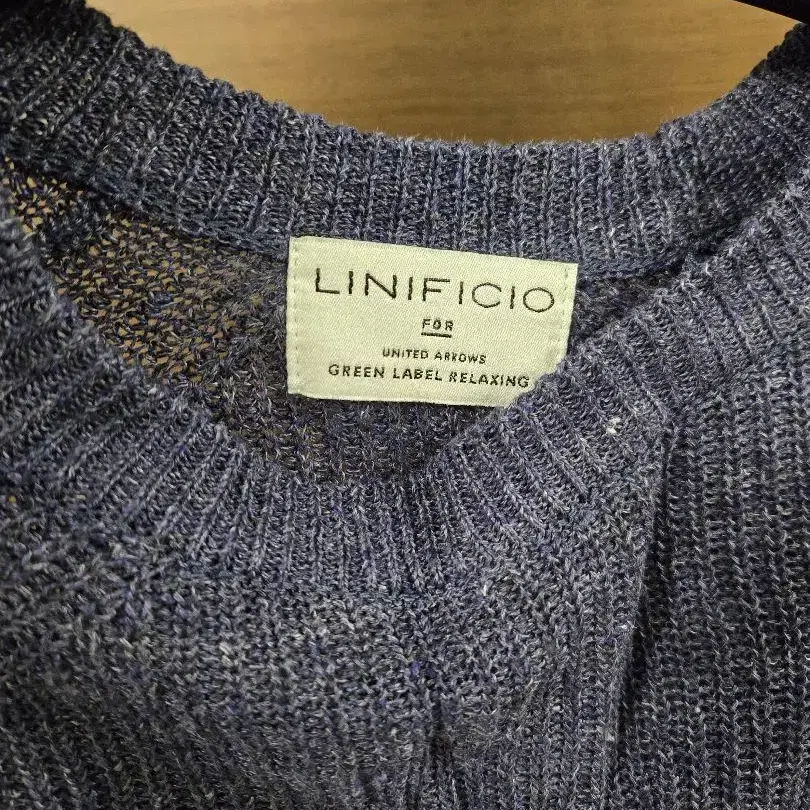 LINIFICIO
FOR
UNITED ARROWS
GREEN LABEL RELAXING